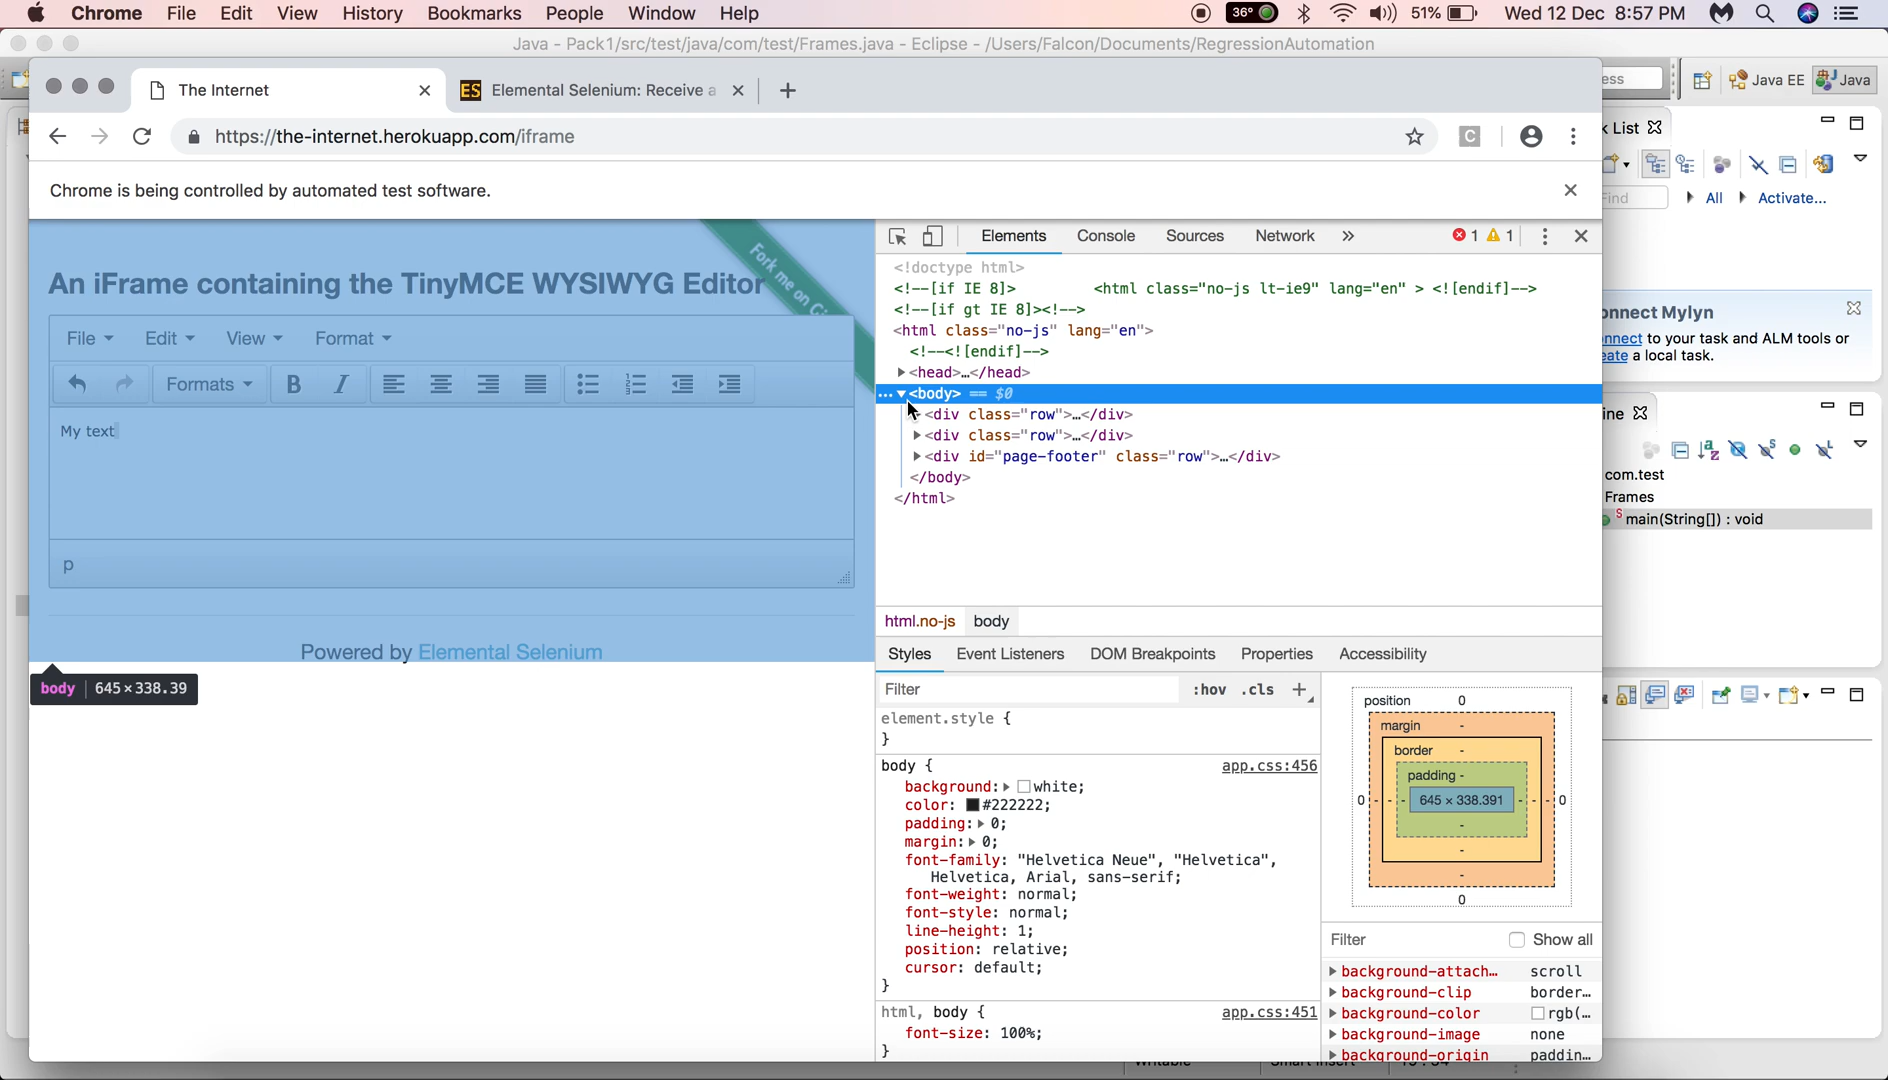 Chrome File Edit View History Bookmarks People Window Help 36° 51% Wed 12 Dec 8:57 PM
Java - Pack1/src/test/java/com/test/Frames.java - Eclipse - /Users/Falcon/Documents/RegressionAutomation
The Internet
ES Elemental Selenium: Receive a
ess Java EE Java
https://the-internet.herokuapp.com/iframe
C
k List
Chrome is being controlled by automated test software.
Find All Activate...
An iFrame containing the TinyMCE WYSIWYG Editor
Fork me on Gi
File Edit View Format
Formats B I
My text
p
Powered by Elemental Selenium
body 645×338.39
Elements Console Sources Network » 1 1
<!doctype html>
<!--[if IE 8]> <html class="no-js lt-ie9" lang="en" > <![endif]-->
<!--[if gt IE 8]><!-->
<html class="no-js" lang="en">
<!--<![endif]-->
<head>…</head>
… <body> == $0
<div class="row">…</div>
<div class="row">…</div>
<div id="page-footer" class="row">…</div>
</body>
</html>
html.no-js body
Styles Event Listeners DOM Breakpoints Properties Accessibility
Filter :hov .cls +
element.style {
}
body { app.css:456
background: white;
color: #222222;
padding: 0;
margin: 0;
font-family: "Helvetica Neue", "Helvetica",
Helvetica, Arial, sans-serif;
font-weight: normal;
font-style: normal;
line-height: 1;
position: relative;
cursor: default;
}
html, body { app.css:451
font-size: 100%;
}
position 0
margin -
border -
padding -
0 - - - 645 × 338.391 - - - 0
-
-
-
0
Filter Show all
background-attach… scroll
background-clip border…
background-color rgb(…
background-image none
background-origin paddin…
onnect Mylyn
nnect to your task and ALM tools or
eate a local task.
ine
com.test
Frames
S main(String[]) : void